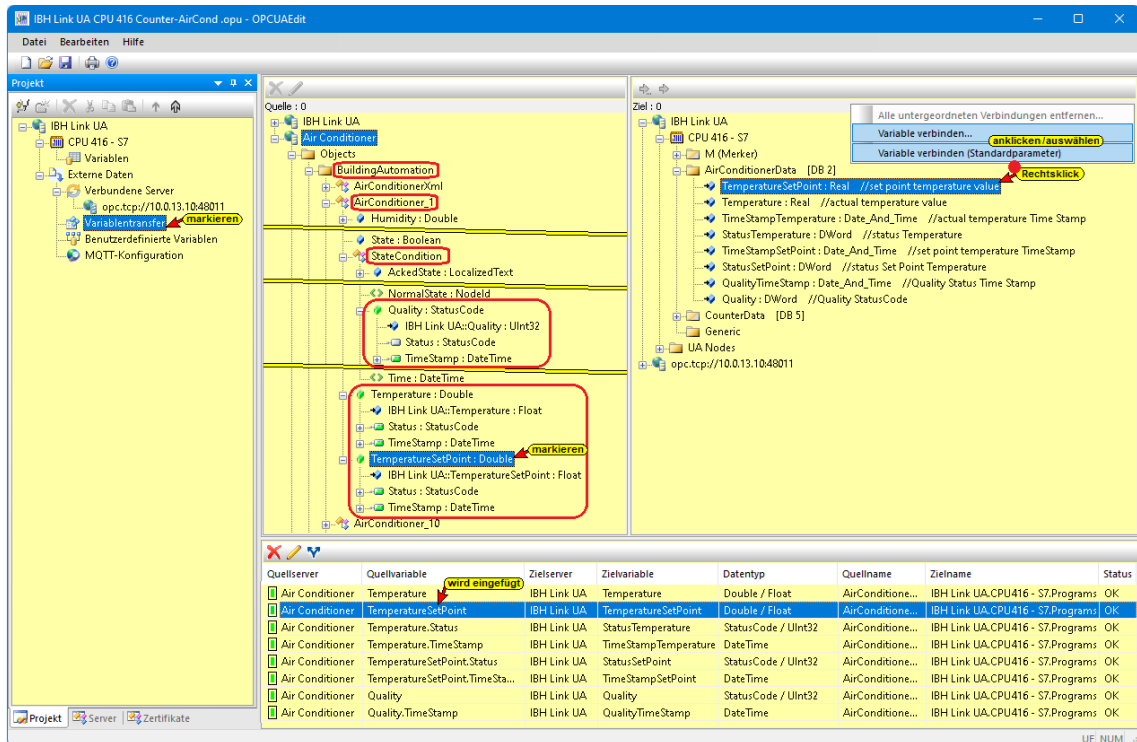 IBH Link UA CPU 416 Counter-AirCond .opu - OPCUAEdit
Datei Bearbeiten Hilfe
Projekt
IBH Link UA
CPU 416 - S7
Variablen
Externe Daten
Verbundene Server
opc.tcp://10.0.13.10:48011
Variablentransfer markieren
Benutzerdefinierte Variablen
MQTT-Konfiguration
Projekt Server Zertifikate
Quelle : 0
IBH Link UA
Air Conditioner
Objects
BuildingAutomation
AirConditionerXml
AirConditioner_1
Humidity : Double
State : Boolean
StateCondition
AckedState : LocalizedText
NormalState : NodeId
Quality : StatusCode
IBH Link UA::Quality : UInt32
Status : StatusCode
TimeStamp : DateTime
Time : DateTime
Temperature : Double
IBH Link UA::Temperature : Float
Status : StatusCode
TimeStamp : DateTime
markieren
TemperatureSetPoint : Double
IBH Link UA::TemperatureSetPoint : Float
Status : StatusCode
TimeStamp : DateTime
AirConditioner_10
Ziel : 0
IBH Link UA
CPU 416 - S7
M (Merker)
AirConditionerData [DB 2]
TemperatureSetPoint : Real //set point temperature value
Temperature : Real //actual temperature value
TimeStampTemperature : Date_And_Time //actual temperature Time Stamp
StatusTemperature : DWord //status Temperature
TimeStampSetPoint : Date_And_Time //set point temperature TimeStamp
StatusSetPoint : DWord //status Set Point Temperature
QualityTimeStamp : Date_And_Time //Quality Status Time Stamp
Quality : DWord //Quality StatusCode
CounterData [DB 5]
Generic
UA Nodes
opc.tcp://10.0.13.10:48011
Alle untergeordneten Verbindungen entfernen...
Variable verbinden...
anklicken/auswählen
Variable verbinden (Standardparameter)
Rechtsklick
Quellserver Quellvariable Zielserver Zielvariable Datentyp Quellname Zielname Status
wird eingefügt
Air Conditioner Temperature IBH Link UA Temperature Double / Float AirConditione... IBH Link UA.CPU416 - S7.Programs OK
Air Conditioner TemperatureSetPoint IBH Link UA TemperatureSetPoint Double / Float AirConditione... IBH Link UA.CPU416 - S7.Programs OK
Air Conditioner Temperature.Status IBH Link UA StatusTemperature StatusCode / UInt32 AirConditione... IBH Link UA.CPU416 - S7.Programs OK
Air Conditioner Temperature.TimeStamp IBH Link UA TimeStampTemperature DateTime AirConditione... IBH Link UA.CPU416 - S7.Programs OK
Air Conditioner TemperatureSetPoint.Status IBH Link UA StatusSetPoint StatusCode / UInt32 AirConditione... IBH Link UA.CPU416 - S7.Programs OK
Air Conditioner TemperatureSetPoint.TimeSta... IBH Link UA TimeStampSetPoint DateTime AirConditione... IBH Link UA.CPU416 - S7.Programs OK
Air Conditioner Quality IBH Link UA Quality StatusCode / UInt32 AirConditione... IBH Link UA.CPU416 - S7.Programs OK
Air Conditioner Quality.TimeStamp IBH Link UA QualityTimeStamp DateTime AirConditione... IBH Link UA.CPU416 - S7.Programs OK
UF NUM